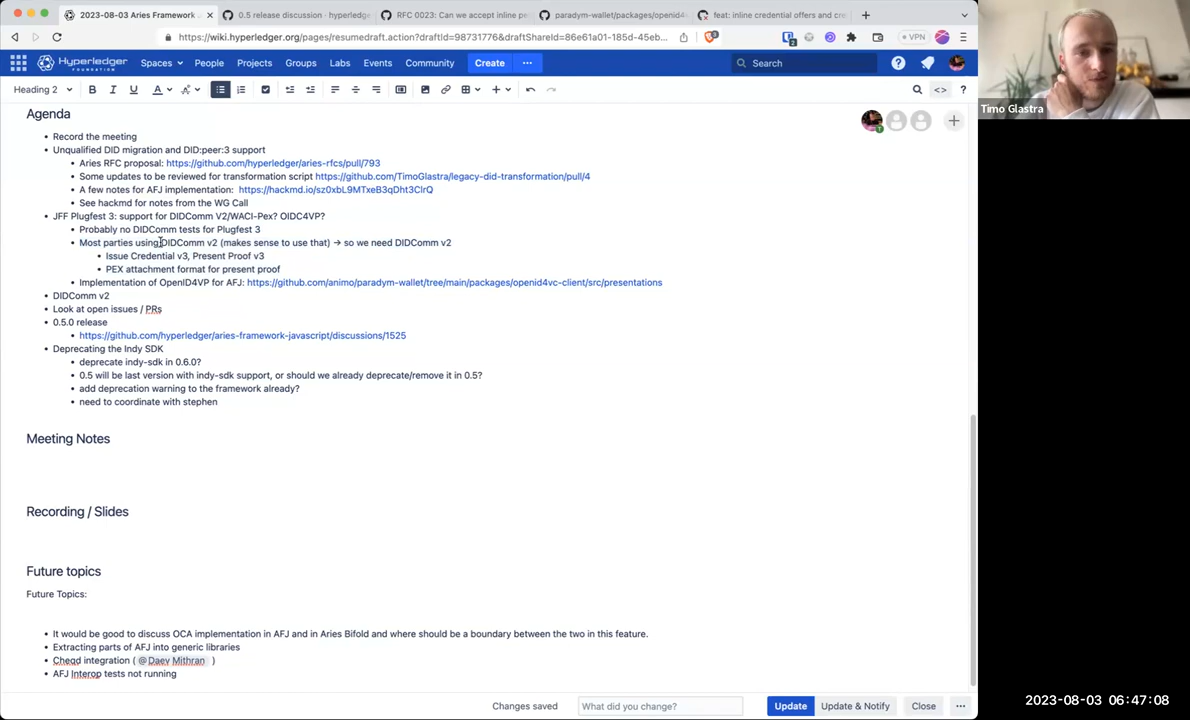 2023-08-03 Aries Framework
0.5 release discussion · hyperledg
RFC 0023: Can we accept inline pe
paradym-wallet/packages/openid4
feat: inline credential offers and cre
https://wiki.hyperledger.org/pages/resumedraft.action?draftId=98731776&draftShareId=86e61a01-185d-45eb...
VPN
HYPERLEDGER FOUNDATION
Spaces
People
Projects
Groups
Labs
Events
Community
Create
Search
Heading 2
Agenda
Record the meeting
Unqualified DID migration and DID:peer:3 support
Aries RFC proposal: https://github.com/hyperledger/aries-rfcs/pull/793
Some updates to be reviewed for transformation script https://github.com/TimoGlastra/legacy-did-transformation/pull/4
A few notes for AFJ implementation: https://hackmd.io/sz0xbL9MTxeB3qDht3ClrQ
See hackmd for notes from the WG Call
JFF Plugfest 3: support for DIDComm V2/WACI-Pex? OIDC4VP?
Probably no DIDComm tests for Plugfest 3
Most parties using DIDComm v2 (makes sense to use that) → so we need DIDComm v2
Issue Credential v3, Present Proof v3
PEX attachment format for present proof
Implementation of OpenID4VP for AFJ: https://github.com/animo/paradym-wallet/tree/main/packages/openid4vc-client/src/presentations
DIDComm v2
Look at open issues / PRs
0.5.0 release
https://github.com/hyperledger/aries-framework-javascript/discussions/1525
Deprecating the Indy SDK
deprecate indy-sdk in 0.6.0?
0.5 will be last version with indy-sdk support, or should we already deprecate/remove it in 0.5?
add deprecation warning to the framework already?
need to coordinate with stephen
Meeting Notes
Recording / Slides
Future topics
Future Topics:
It would be good to discuss OCA implementation in AFJ and in Aries Bifold and where should be a boundary between the two in this feature.
Extracting parts of AFJ into generic libraries
Cheqd integration ( @Daev Mithran )
AFJ Interop tests not running
Changes saved
What did you change?
Update
Update & Notify
Close
Timo Glastra
2023-08-03 06:47:08